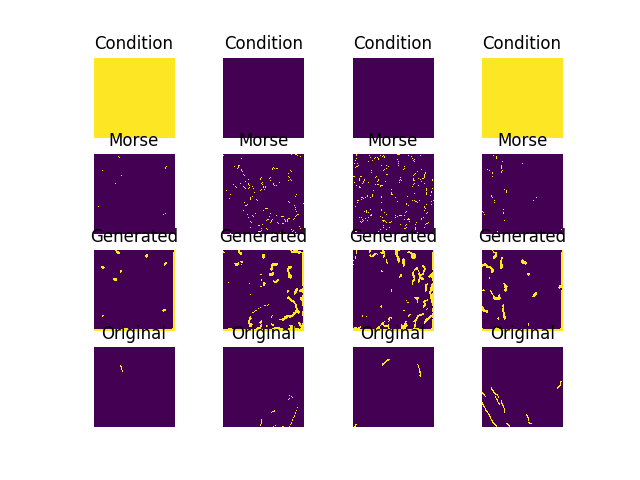 Condition Condition Condition Condition
Morse Morse Morse Morse
Generated Generated Generated Generated
Original Original Original Original